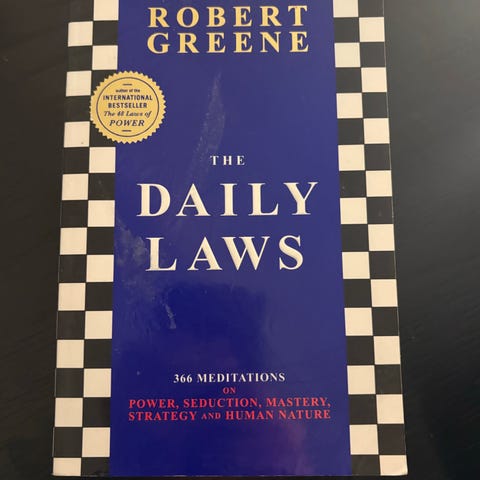 ROBERT
GREENE
author of the
INTERNATIONAL
BESTSELLER
The 48 Laws of
POWER
THE
DAILY
LAWS
366 MEDITATIONS
ON
POWER, SEDUCTION, MASTERY,
STRATEGY AND HUMAN NATURE